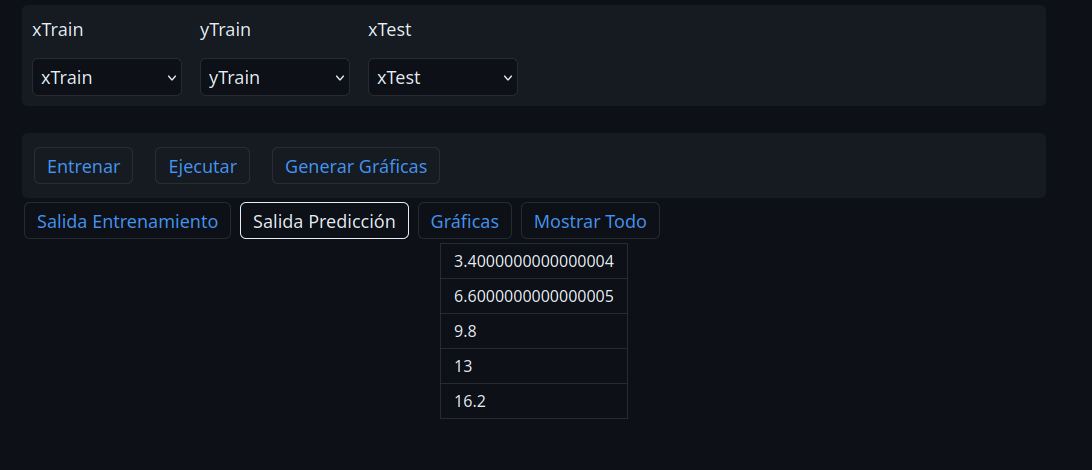 xTrain yTrain xTest
xTrain yTrain xTest
Entrenar Ejecutar Generar Gráficas
Salida Entrenamiento Salida Predicción Gráficas Mostrar Todo
3.4000000000000004
6.6000000000000005
9.8
13
16.2